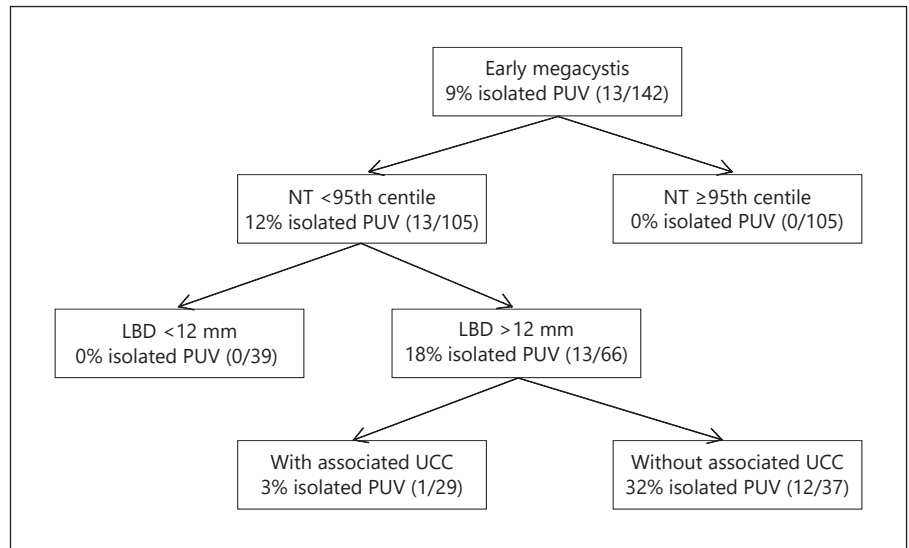 Early megacystis
9% isolated PUV (13/142)
NT <95th centile
12% isolated PUV (13/105)
NT ≥95th centile
0% isolated PUV (0/105)
LBD <12 mm
0% isolated PUV (0/39)
LBD >12 mm
18% isolated PUV (13/66)
With associated UCC
3% isolated PUV (1/29)
Without associated UCC
32% isolated PUV (12/37)